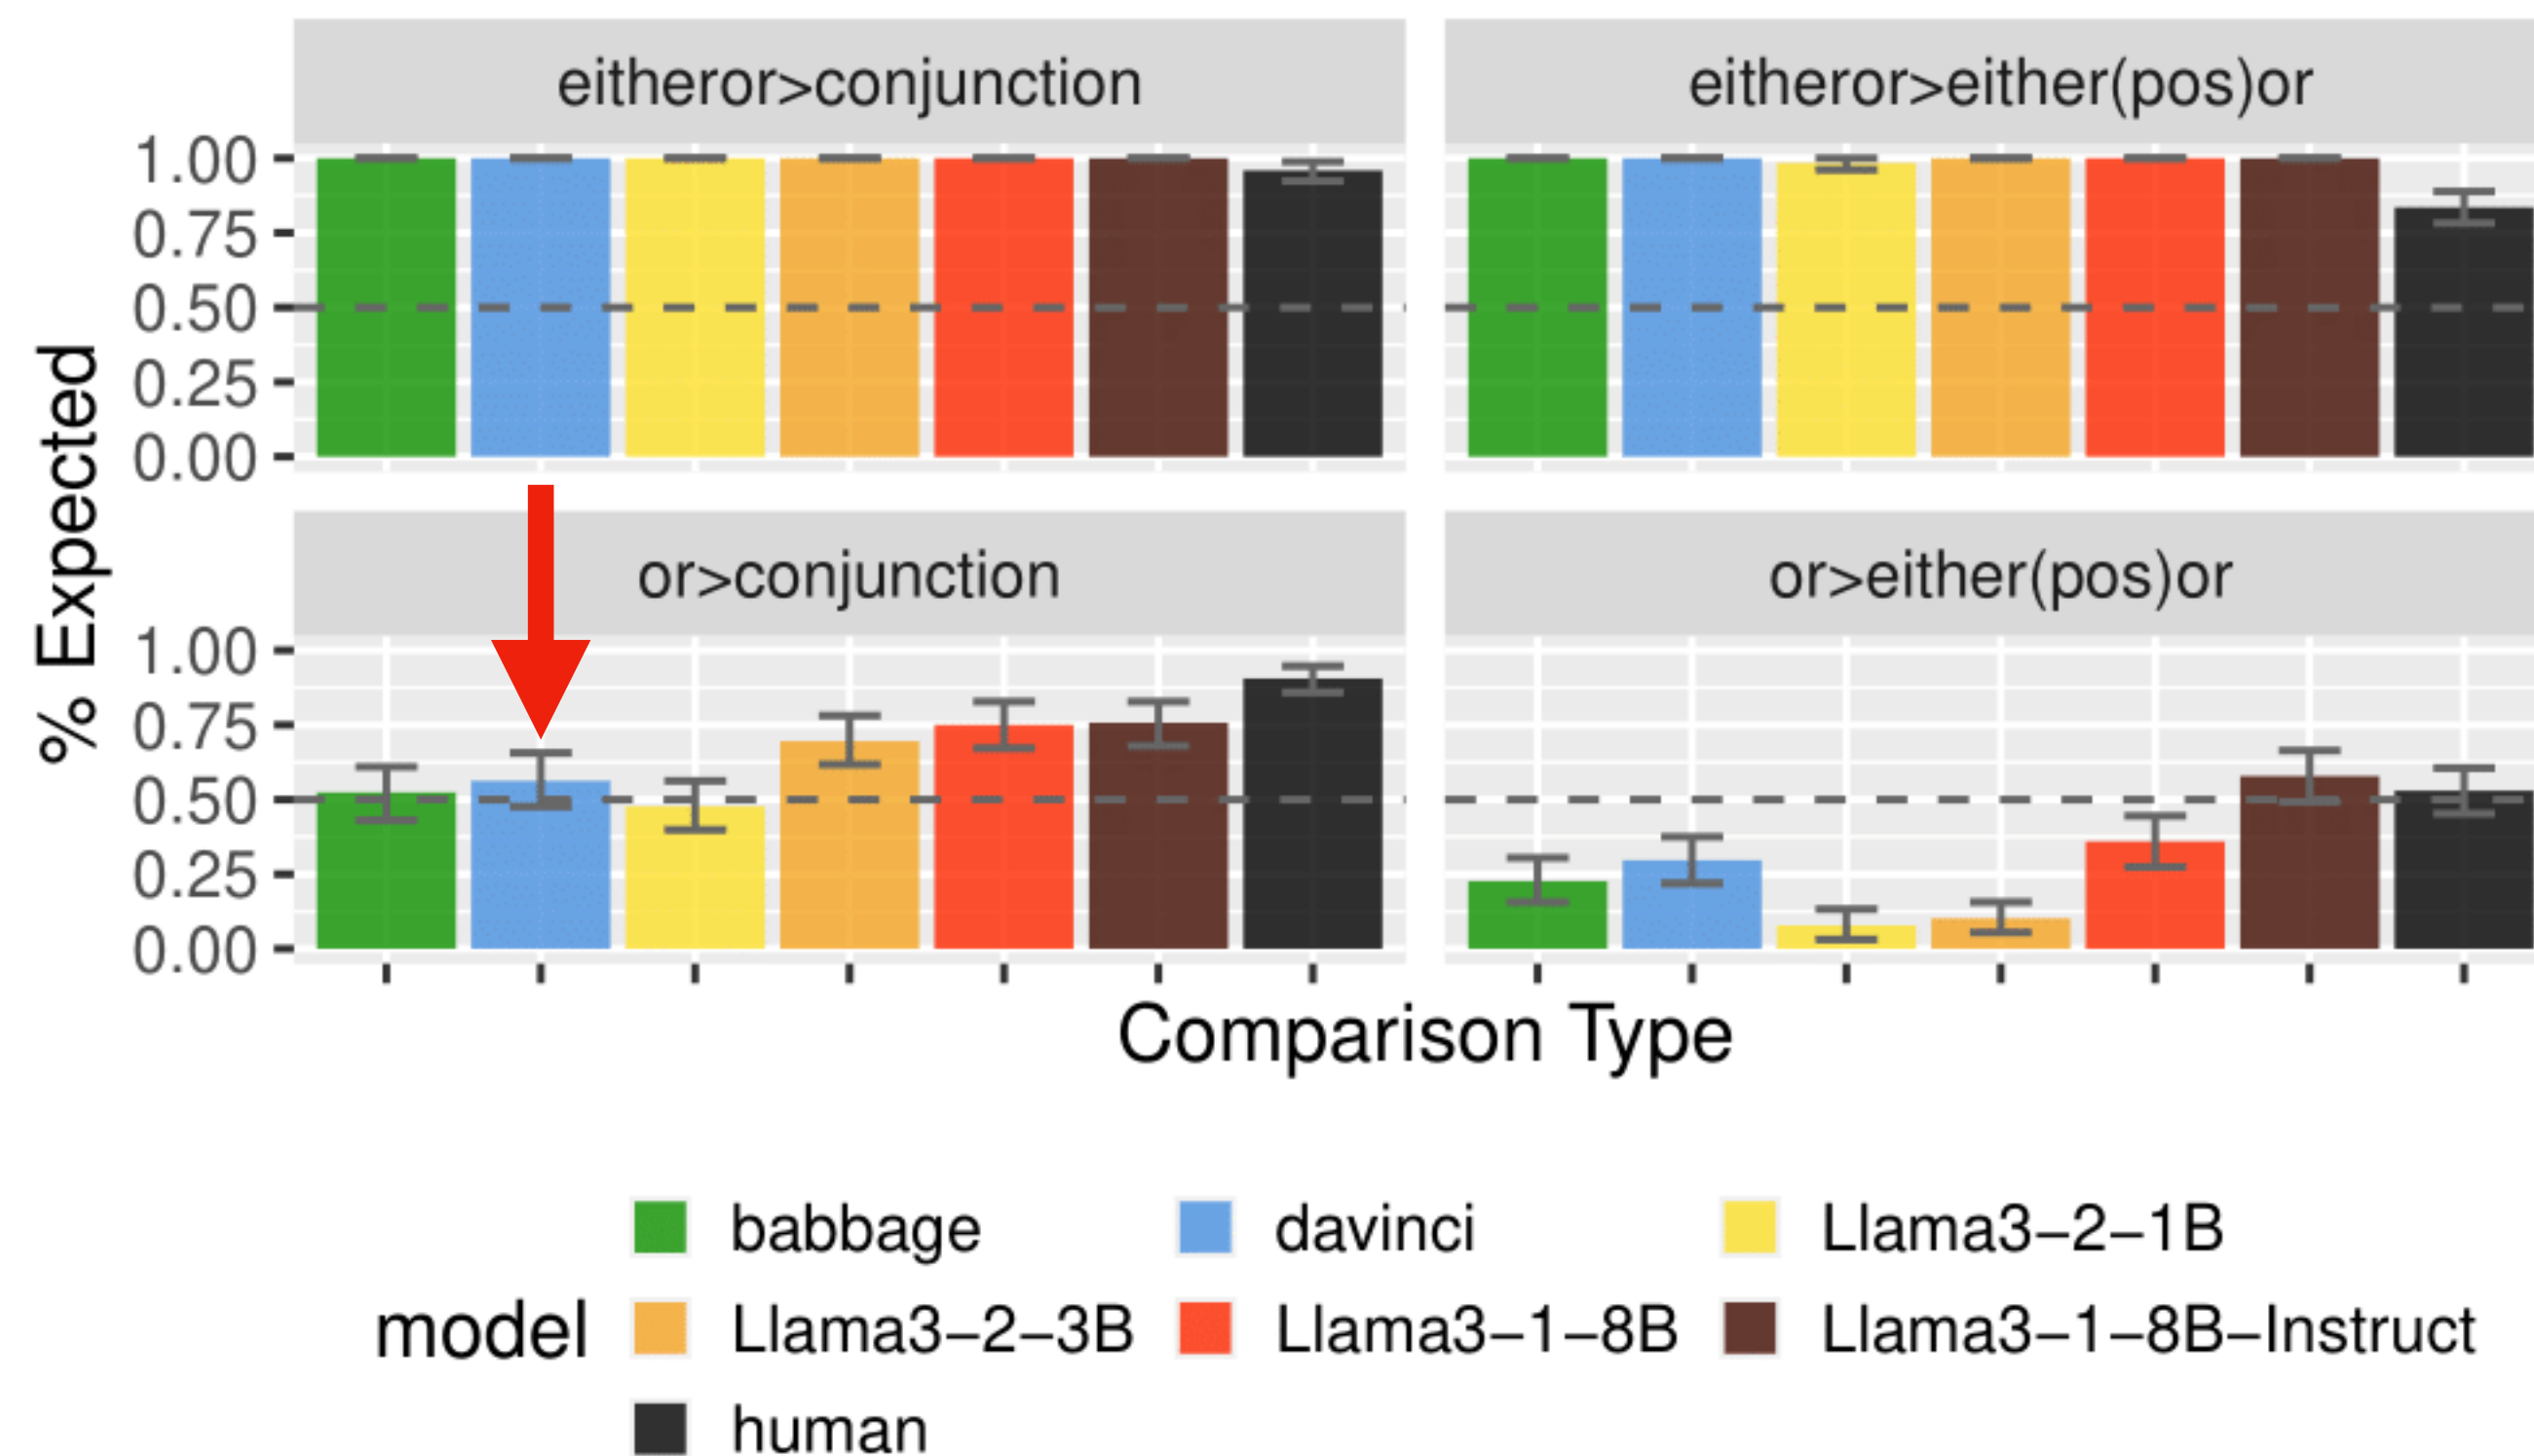 eitheror>conjunction
eitheror>either(pos)or
1.00
0.75
0.50
0.25
0.00
% Expected
or>conjunction
or>either(pos)or
1.00
0.75
0.50
0.25
0.00
Comparison Type
model
babbage
davinci
Llama3−2−1B
Llama3−2−3B
Llama3−1−8B
Llama3−1−8B−Instruct
human